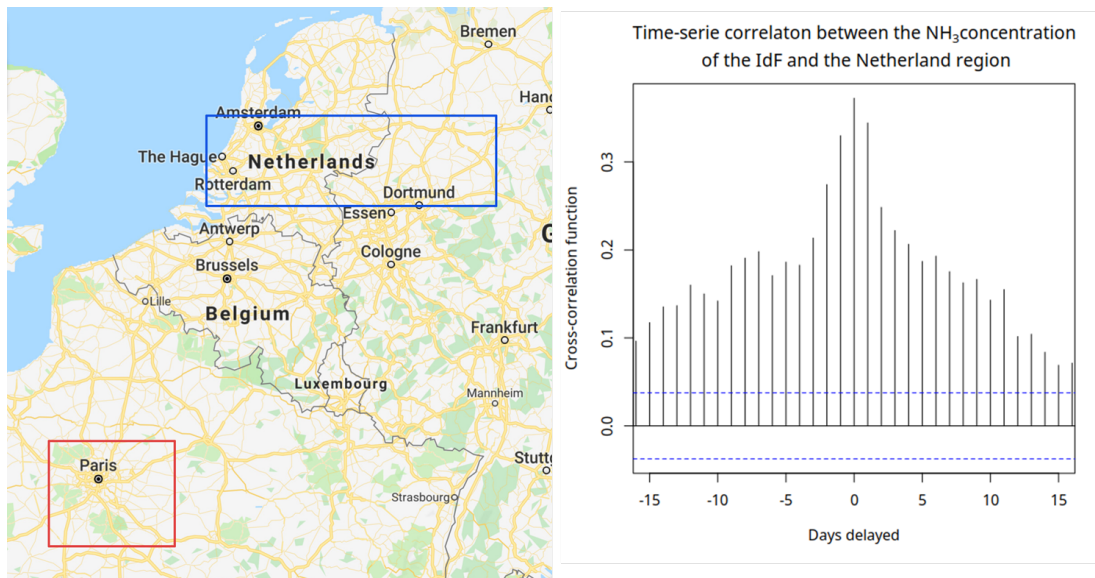 Bremen
Hanc
Amsterdam
The Hague
Netherlands
Rotterdam
Dortmund
Essen
Antwerp
G
Cologne
Brussels
Lille
Belgium
Frankfurt
Luxembourg
Mannheim
Paris
Stutt
Strasbourg
Time-serie correlaton between the NH₃concentration
of the IdF and the Netherland region
Cross-correlation function
0.3
0.2
0.1
0.0
-15 -10 -5 0 5 10 15
Days delayed